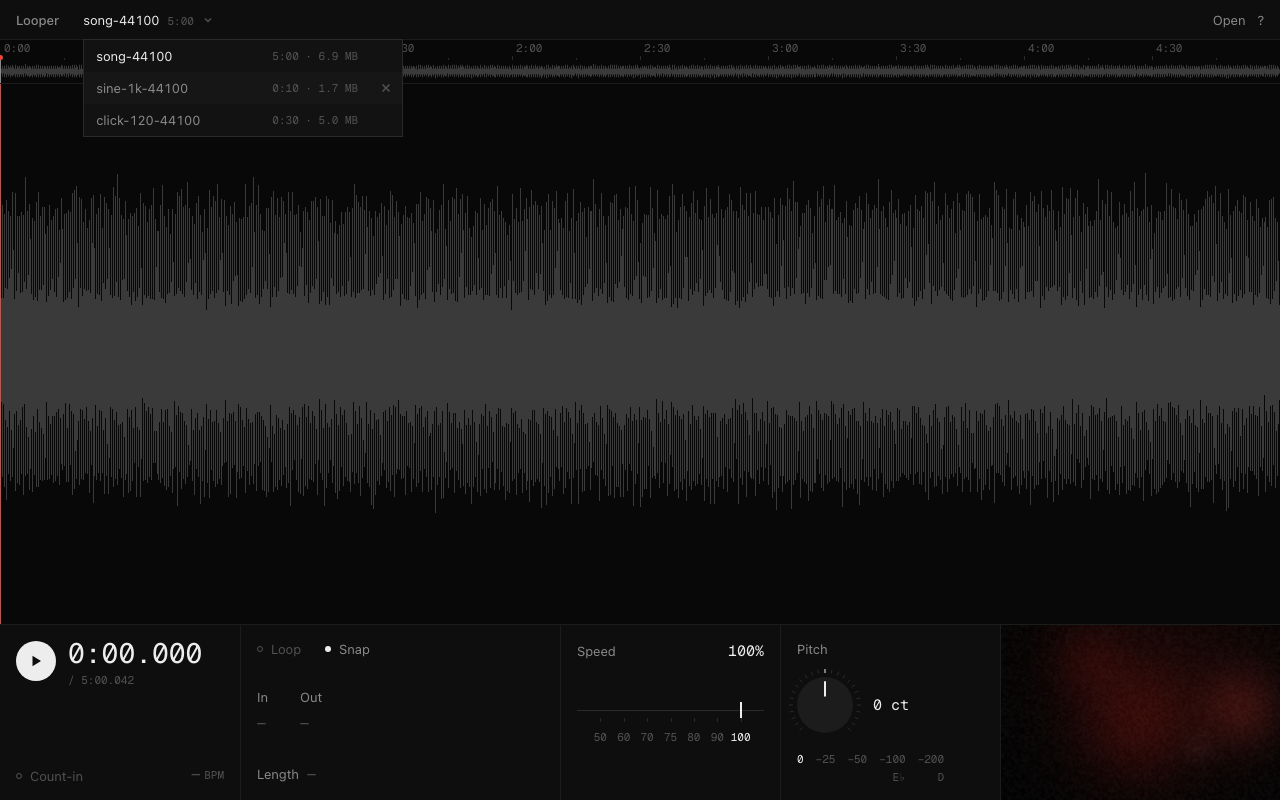 Looper song-44100 5:00 Open ?
0:00 30 2:00 2:30 3:00 3:30 4:00 4:30
song-44100 5:00 · 6.9 MB
sine-1k-44100 0:10 · 1.7 MB ×
click-120-44100 0:30 · 5.0 MB
0:00.000
/ 5:00.042
Count-in — BPM
Loop Snap
In Out
— —
Length —
Speed 100%
50 60 70 75 80 90 100
Pitch
0 ct
0 −25 −50 −100 −200
E♭ D